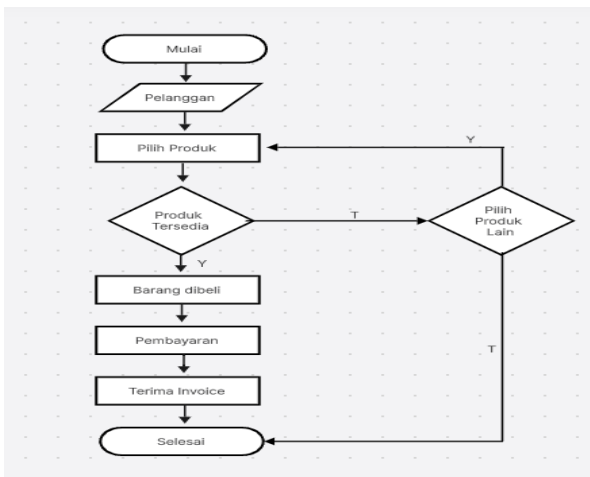 Mulai
Pelanggan
Pilih Produk
Y
Produk
Tersedia
T
Pilih
Produk
Lain
Y
Barang dibeli
Pembayaran
T
Terima Invoice
Selesai